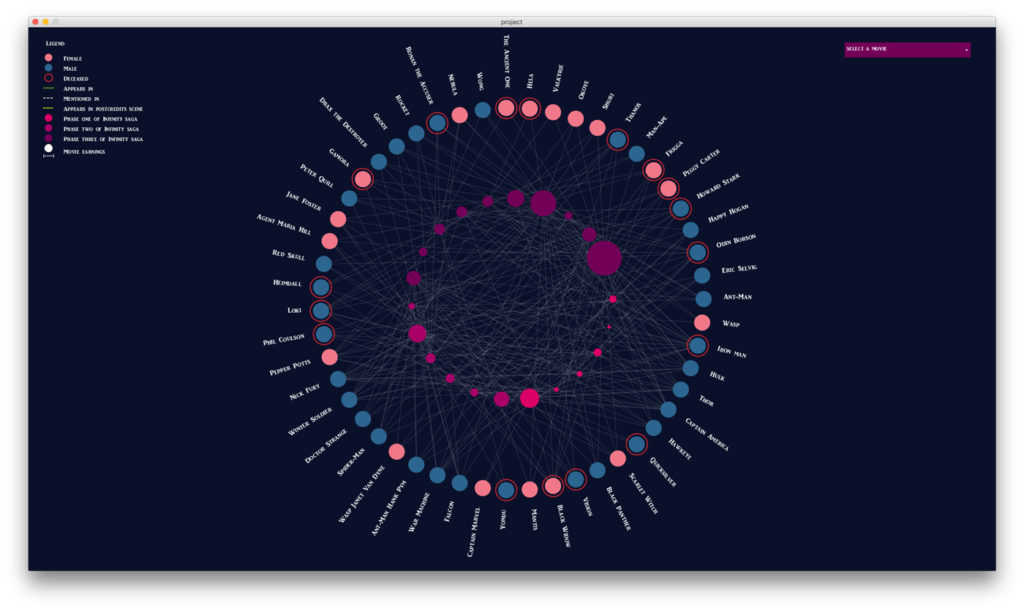 project
Legend
Female
Male
Deceased
Appears in
Mentioned in
Appears in postcredits scene
Phase one of Infinity saga
Phase two of Infinity saga
Phase three of Infinity saga
Movie earnings
SELECT A MOVIE
The Ancient One
Hela
Valkyrie
Okoye
Shuri
Thanos
Man-Ape
Frigga
Peggy Carter
Howard Stark
Happy Hogan
Odin Borson
Eric Selvig
Ant-Man
Wasp
Iron man
Hulk
Thor
Captain America
Hawkeye
Quicksilver
Scarlet Witch
Black Panther
Vision
Black Widow
Mantis
Yondu
Captain Marvel
Falcon
War Machine
Ant-Man Hank Pym
Wasp Janet Van Dyne
Spider-Man
Doctor Strange
Winter Soldier
Nick Fury
Pepper Potts
Phil Coulson
Loki
Heimdall
Red Skull
Agent Maria Hill
Jane Foster
Peter Quill
Gamora
Drax the Destroyer
Groot
Rocket
Ronan the Accuser
Nebula
Wong